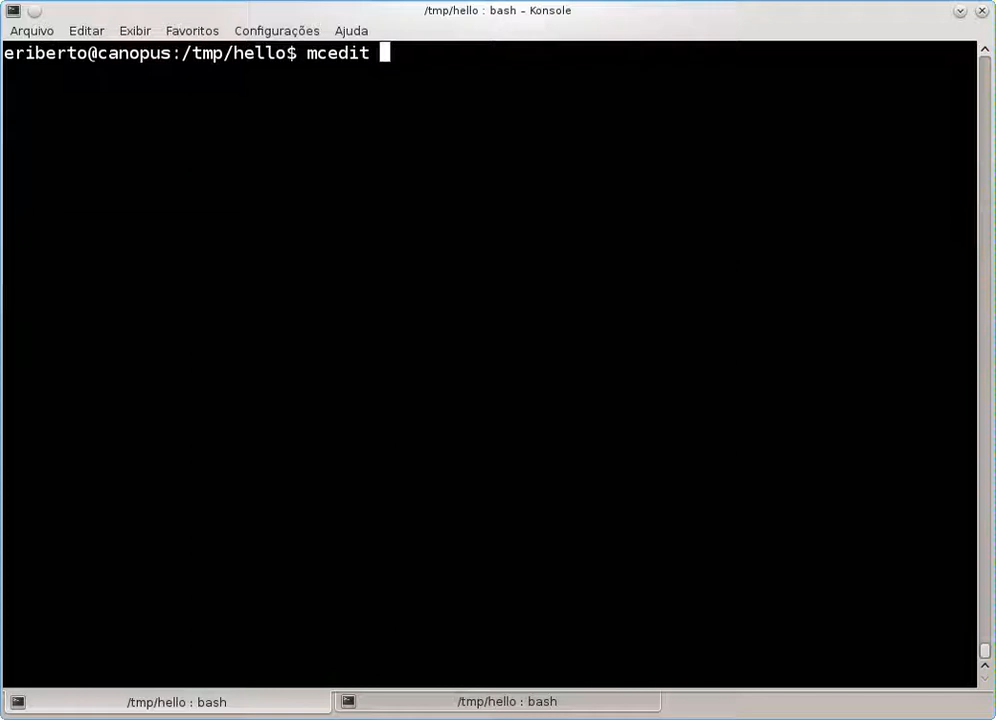 /tmp/hello : bash – Konsole
Arquivo Editar Exibir Favoritos Configurações Ajuda
eriberto@canopus:/tmp/hello$ mcedit
/tmp/hello : bash /tmp/hello : bash